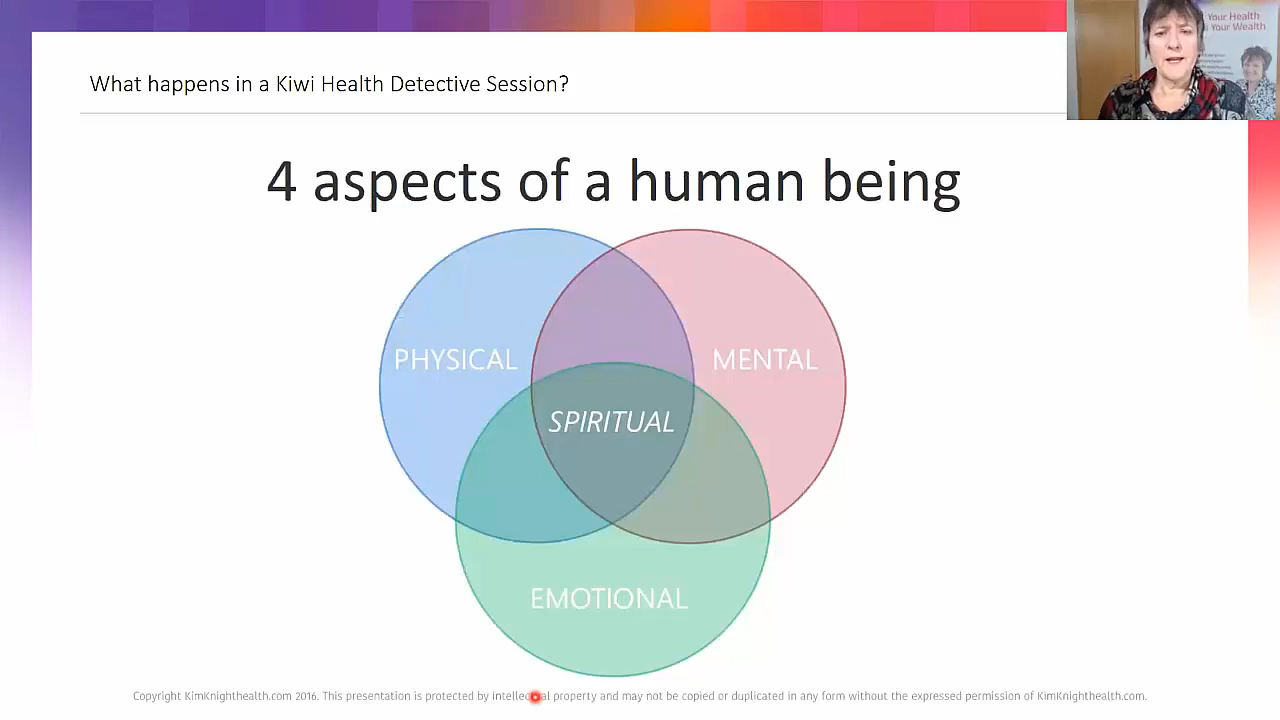 Your Health
Your Wealth
What happens in a Kiwi Health Detective Session?
4 aspects of a human being
PHYSICAL
MENTAL
SPIRITUAL
EMOTIONAL
Copyright KimKnighthealth.com 2016. This presentation is protected by intellectual property and may not be copied or duplicated in any form without the expressed permission of KimKnighthealth.com.